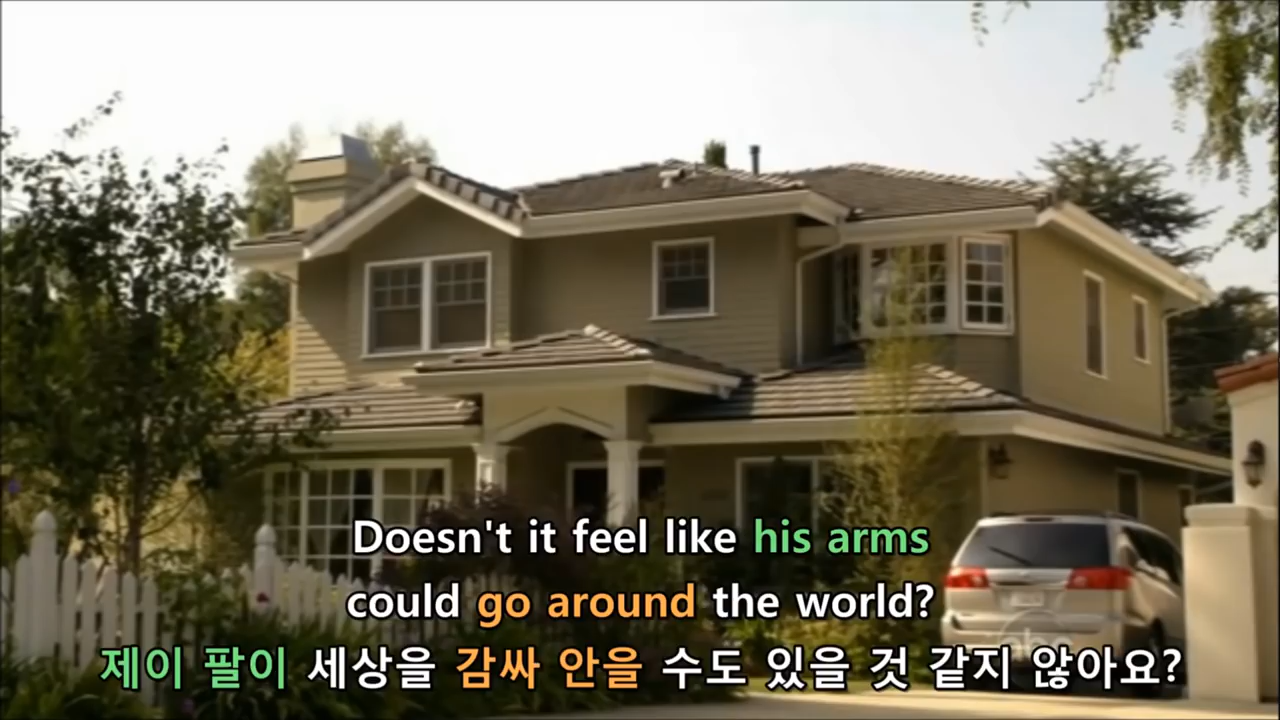 Doesn't it feel like his arms
could go around the world?
제이 팔이 세상을 감싸 안을 수도 있을 것 같지 않아요?
abc